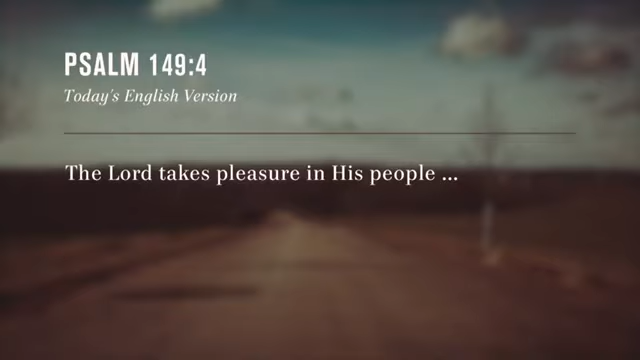 PSALM 149:4
Today's English Version
The Lord takes pleasure in His people ...